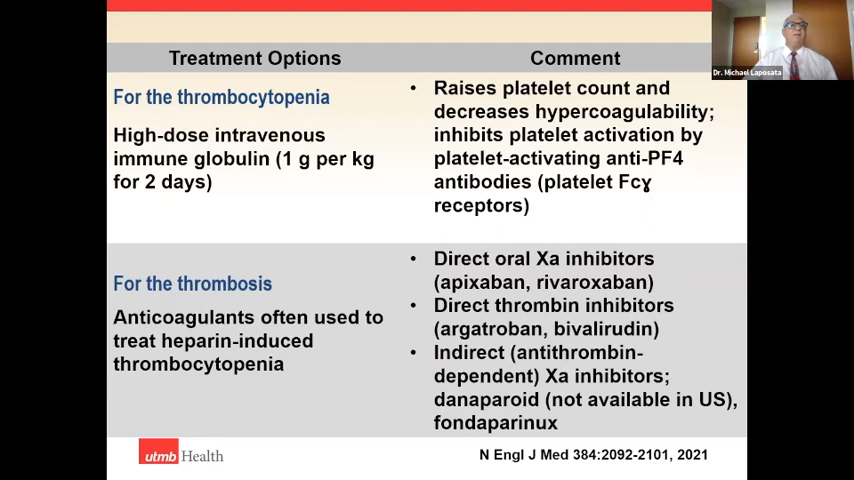 Treatment Options
Comment
For the thrombocytopenia
High-dose intravenous
immune globulin (1 g per kg
for 2 days)
• Raises platelet count and
decreases hypercoagulability;
inhibits platelet activation by
platelet-activating anti-PF4
antibodies (platelet Fcɣ
receptors)
For the thrombosis
Anticoagulants often used to
treat heparin-induced
thrombocytopenia
• Direct oral Xa inhibitors
(apixaban, rivaroxaban)
• Direct thrombin inhibitors
(argatroban, bivalirudin)
• Indirect (antithrombin-
dependent) Xa inhibitors;
danaparoid (not available in US),
fondaparinux
utmb Health
N Engl J Med 384:2092-2101, 2021
Dr. Michael Laposata